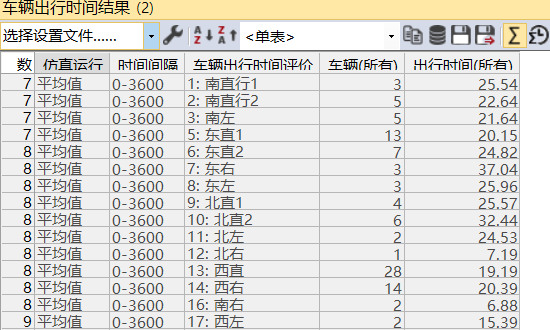 车辆出行时间结果 (2)
选择设置文件...... <单表>
数 仿真运行 时间间隔 车辆出行时间评价 车辆(所有) 出行时间(所有)
7 平均值 0-3600 1: 南直行1 3 25.54
7 平均值 0-3600 2: 南直行2 5 22.64
7 平均值 0-3600 3: 南左 5 21.64
7 平均值 0-3600 5: 东直1 13 20.15
8 平均值 0-3600 6: 东直2 7 24.82
8 平均值 0-3600 7: 东右 3 37.04
8 平均值 0-3600 8: 东左 3 25.96
8 平均值 0-3600 9: 北直1 4 25.57
8 平均值 0-3600 10: 北直2 6 32.44
8 平均值 0-3600 11: 北左 2 24.53
8 平均值 0-3600 12: 北右 1 7.19
8 平均值 0-3600 13: 西直 28 19.19
8 平均值 0-3600 14: 西右 14 20.39
8 平均值 0-3600 16: 南右 2 6.88
9 平均值 0-3600 17: 西左 2 15.39